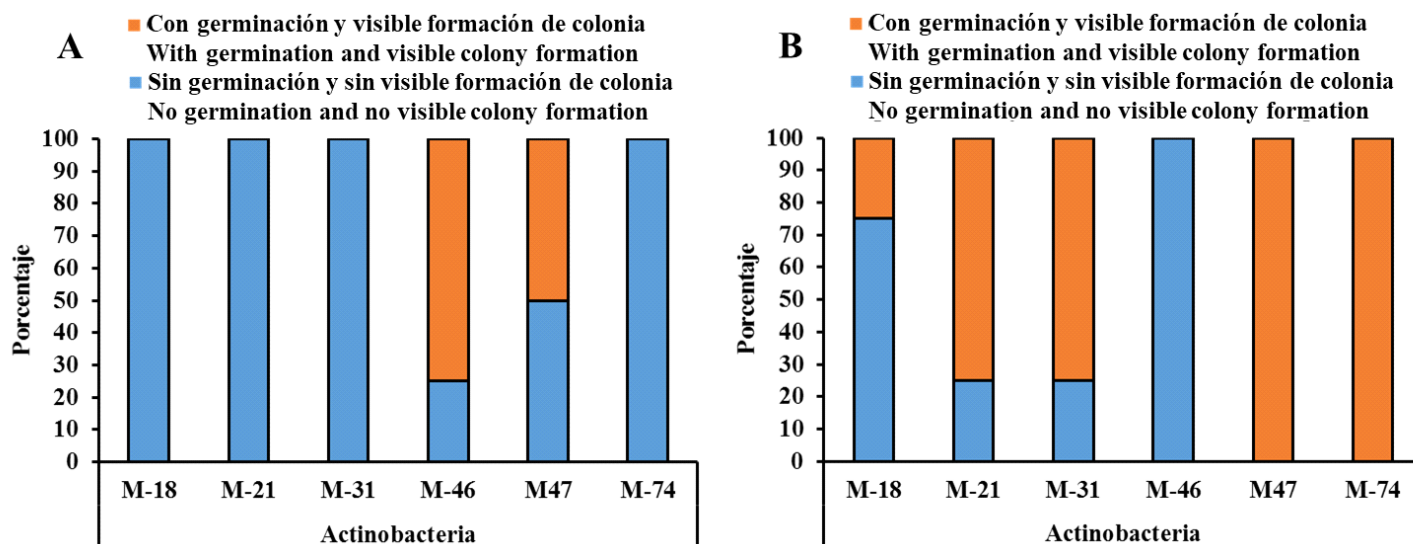 A
Con germinación y visible formación de colonia
With germination and visible colony formation
Sin germinación y sin visible formación de colonia
No germination and no visible colony formation
Porcentaje
100
90
80
70
60
50
40
30
20
10
0
M-18 M-21 M-31 M-46 M47 M-74
Actinobacteria
B
Con germinación y visible formación de colonia
With germination and visible colony formation
Sin germinación y sin visible formación de colonia
No germination and no visible colony formation
Porcentaje
100
90
80
70
60
50
40
30
20
10
0
M-18 M-21 M-31 M-46 M47 M-74
Actinobacteria